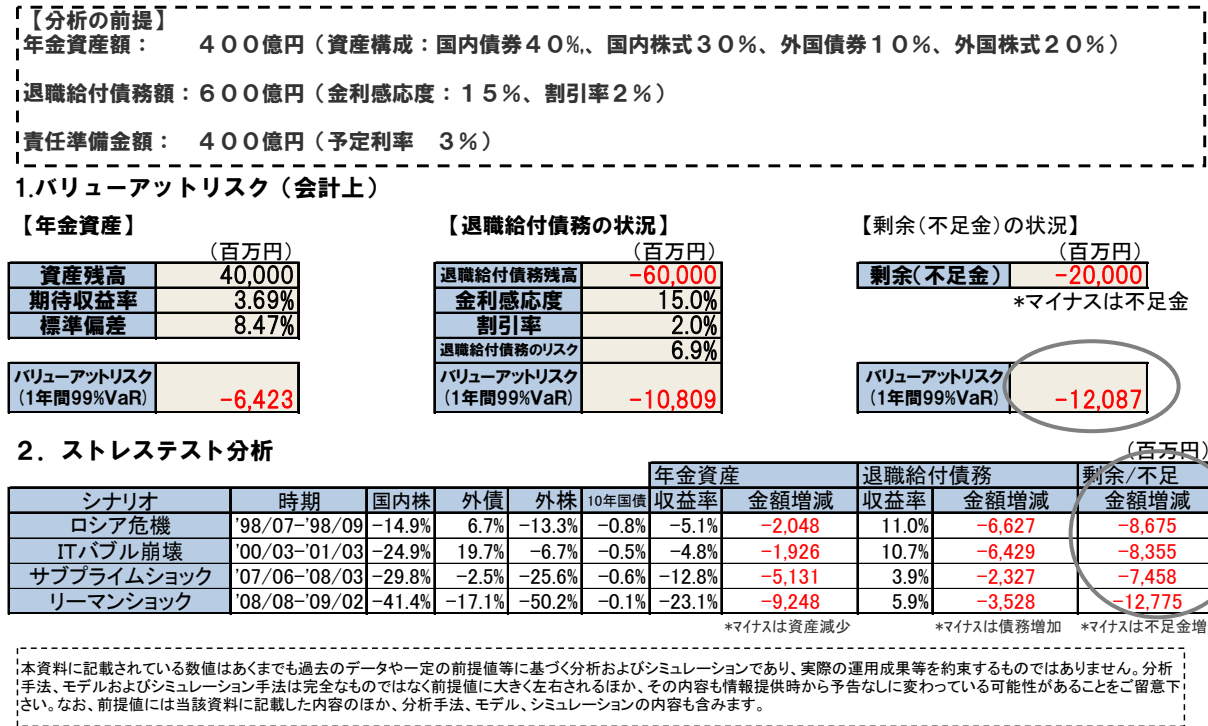 【分析の前提】
年金資産額： ４００億円（資産構成：国内債券４０%,、国内株式３０％、外国債券１０％、外国株式２０％）
退職給付債務額：６００億円（金利感応度：１５％、割引率２％）
責任準備金額： ４００億円（予定利率 ３％）
1.バリューアットリスク（会計上）
【年金資産】 【退職給付債務の状況】 【剰余(不足金)の状況】
（百万円） （百万円） （百万円）
資産残高 40,000 退職給付債務残高 -60,000 剰余(不足金) -20,000
期待収益率 3.69% 金利感応度 15.0% *マイナスは不足金
標準偏差 8.47% 割引率 2.0%
退職給付債務のリスク 6.9%
バリューアットリスク バリューアットリスク バリューアットリスク
(1年間99%VaR) -6,423 (1年間99%VaR) -10,809 (1年間99%VaR) -12,087
２．ストレステスト分析 （百万円）
年金資産 退職給付債務 剰余/不足
シナリオ 時期 国内株 外債 外株 10年国債 収益率 金額増減 収益率 金額増減 金額増減
ロシア危機 '98/07-'98/09 -14.9% 6.7% -13.3% -0.8% -5.1% -2,048 11.0% -6,627 -8,675
ITバブル崩壊 '00/03-'01/03 -24.9% 19.7% -6.7% -0.5% -4.8% -1,926 10.7% -6,429 -8,355
サブプライムショック '07/06-'08/03 -29.8% -2.5% -25.6% -0.6% -12.8% -5,131 3.9% -2,327 -7,458
リーマンショック '08/08-'09/02 -41.4% -17.1% -50.2% -0.1% -23.1% -9,248 5.9% -3,528 -12,775
*マイナスは資産減少 *マイナスは債務増加 *マイナスは不足金増
本資料に記載されている数値はあくまでも過去のデータや一定の前提値等に基づく分析およびシミュレーションであり、実際の運用成果等を約束するものではありません。分析
手法、モデルおよびシミュレーション手法は完全なものではなく前提値に大きく左右されるほか、その内容も情報提供時から予告なしに変わっている可能性があることをご留意下
さい。なお、前提値には当該資料に記載した内容のほか、分析手法、モデル、シミュレーションの内容も含みます。